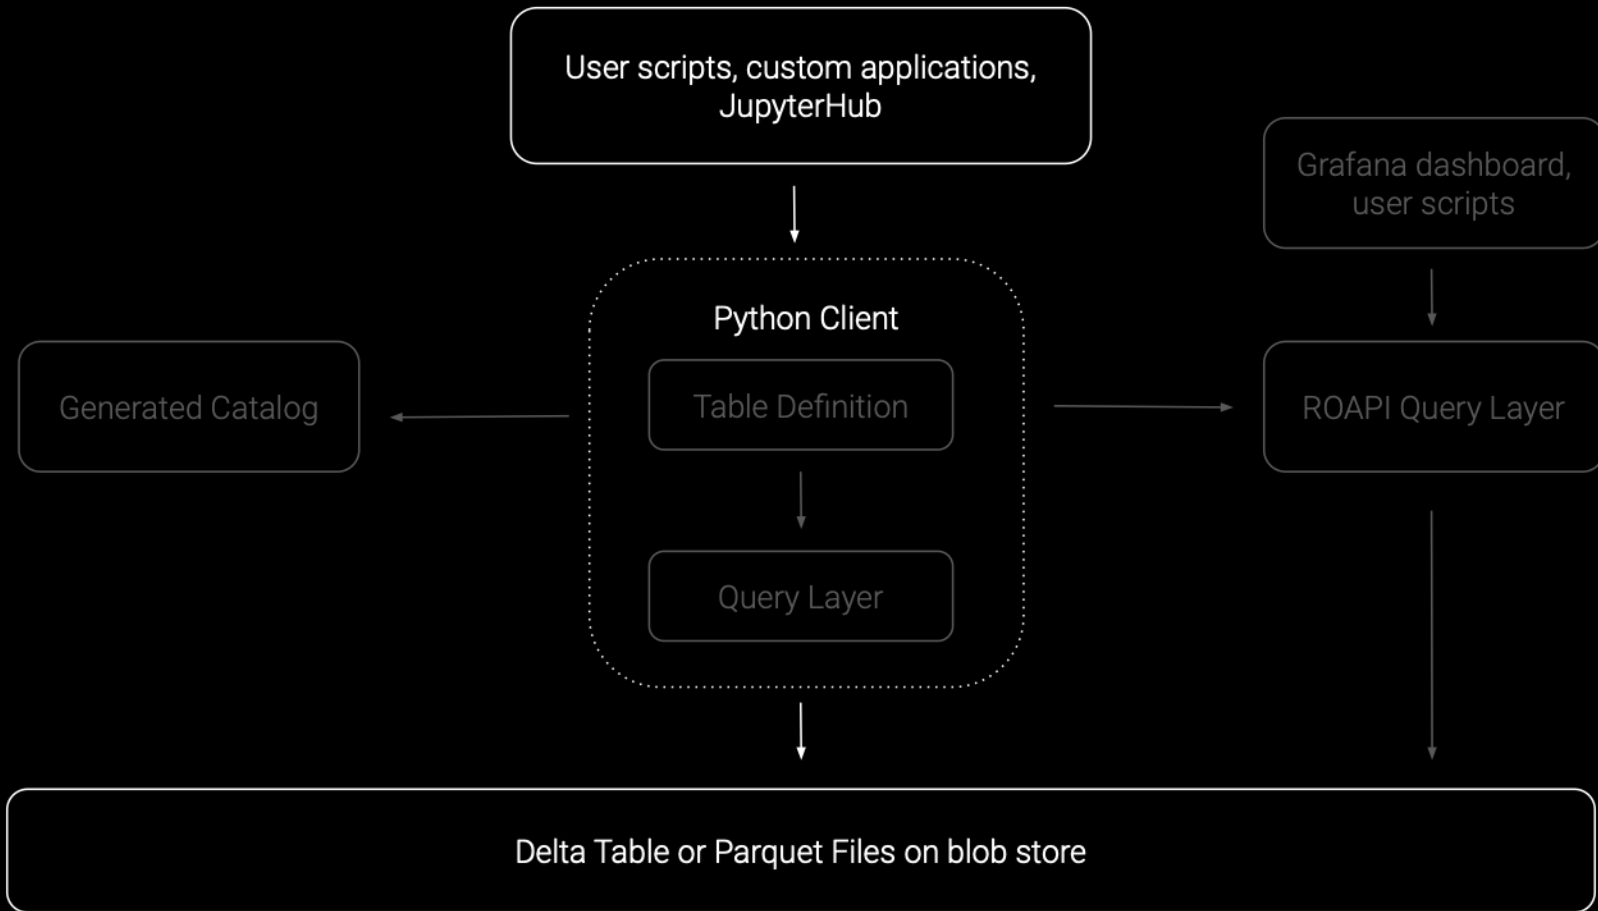 User scripts, custom applications,
JupyterHub
Grafana dashboard,
user scripts
Python Client
Generated Catalog
Table Definition
ROAPI Query Layer
Query Layer
Delta Table or Parquet Files on blob store